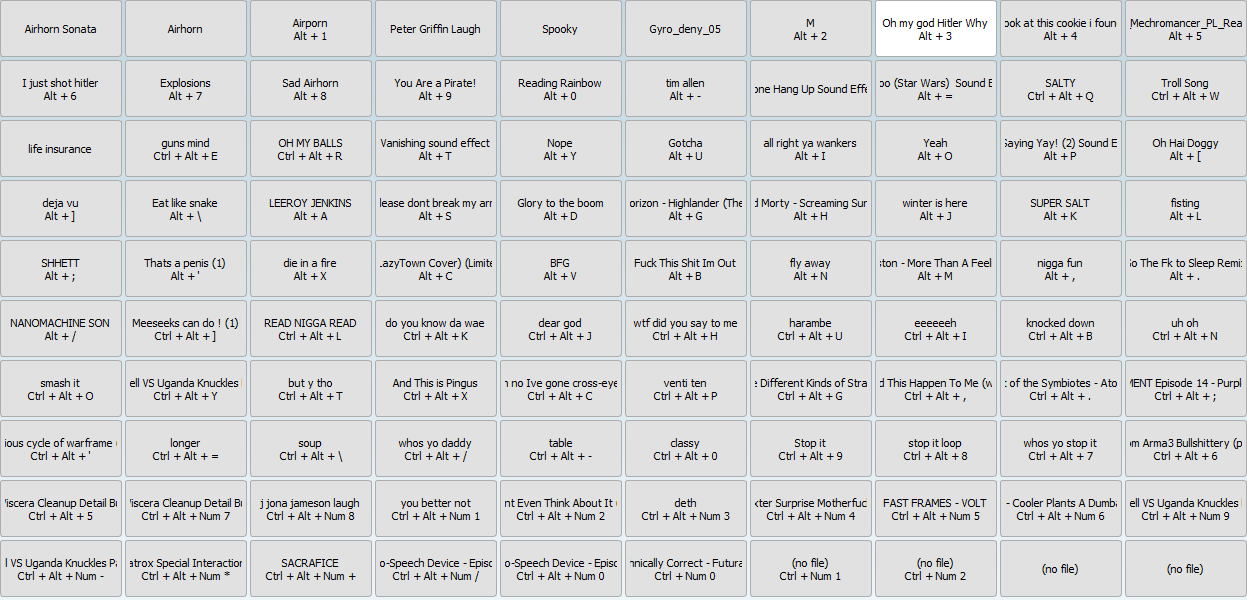 Airhorn Sonata
Airhorn
Airporn
Alt + 1
Peter Griffin Laugh
Spooky
Gyro_deny_05
M
Alt + 2
Oh my god Hitler Why
Alt + 3
ook at this cookie i foun
Alt + 4
_Mechromancer_PL_Rea
Alt + 5
I just shot hitler
Alt + 6
Explosions
Alt + 7
Sad Airhorn
Alt + 8
You Are a Pirate!
Alt + 9
Reading Rainbow
Alt + 0
tim allen
Alt + -
one Hang Up Sound Effe
oo (Star Wars) Sound E
Alt + =
SALTY
Ctrl + Alt + Q
Troll Song
Ctrl + Alt + W
life insurance
guns mind
Ctrl + Alt + E
OH MY BALLS
Ctrl + Alt + R
Vanishing sound effect
Alt + T
Nope
Alt + Y
Gotcha
Alt + U
all right ya wankers
Alt + I
Yeah
Alt + O
Saying Yay! (2) Sound E
Alt + P
Oh Hai Doggy
Alt + [
deja vu
Alt + ]
Eat like snake
Alt + \
LEEROY JENKINS
Alt + A
lease dont break my arr
Alt + S
Glory to the boom
Alt + D
orizon - Highlander (The
Alt + G
d Morty - Screaming Sur
Alt + H
winter is here
Alt + J
SUPER SALT
Alt + K
fisting
Alt + L
SHHETT
Alt + ;
Thats a penis (1)
Alt + '
die in a fire
Alt + X
.azyTown Cover) (Limite
Alt + C
BFG
Alt + V
Fuck This Shit Im Out
Alt + B
fly away
Alt + N
ston - More Than A Feel
Alt + M
nigga fun
Alt + ,
Go The Fk to Sleep Remix
Alt + .
NANOMACHINE SON
Alt + /
Meeseeks can do ! (1)
Ctrl + Alt + ]
READ NIGGA READ
Ctrl + Alt + L
do you know da wae
Ctrl + Alt + K
dear god
Ctrl + Alt + J
wtf did you say to me
Ctrl + Alt + H
harambe
Ctrl + Alt + U
eeeeeeh
Ctrl + Alt + I
knocked down
Ctrl + Alt + B
uh oh
Ctrl + Alt + N
smash it
Ctrl + Alt + O
ell VS Uganda Knuckles
Ctrl + Alt + Y
but y tho
Ctrl + Alt + T
And This is Pingus
Ctrl + Alt + X
n no Ive gone cross-eye
Ctrl + Alt + C
venti ten
Ctrl + Alt + P
e Different Kinds of Stra
Ctrl + Alt + G
d This Happen To Me (w
Ctrl + Alt + ,
t of the Symbiotes - Ato
Ctrl + Alt + .
MENT Episode 14 - Purpl
Ctrl + Alt + ;
ious cycle of warframe (
Ctrl + Alt + '
longer
Ctrl + Alt + =
soup
Ctrl + Alt + \
whos yo daddy
Ctrl + Alt + /
table
Ctrl + Alt + -
classy
Ctrl + Alt + 0
Stop it
Ctrl + Alt + 9
stop it loop
Ctrl + Alt + 8
whos yo stop it
Ctrl + Alt + 7
om Arma3 Bullshittery (p
Ctrl + Alt + 6
Viscera Cleanup Detail Bu
Ctrl + Alt + 5
Viscera Cleanup Detail Bu
Ctrl + Alt + Num 7
j jona jameson laugh
Ctrl + Alt + Num 8
you better not
Ctrl + Alt + Num 1
nt Even Think About It (
Ctrl + Alt + Num 2
deth
Ctrl + Alt + Num 3
xter Surprise Motherfuc
Ctrl + Alt + Num 4
FAST FRAMES - VOLT
Ctrl + Alt + Num 5
- Cooler Plants A Dumba
Ctrl + Alt + Num 6
ell VS Uganda Knuckles
Ctrl + Alt + Num 9
l VS Uganda Knuckles Pa
Ctrl + Alt + Num -
atrox Special Interaction
Ctrl + Alt + Num *
SACRAFICE
Ctrl + Alt + Num +
o-Speech Device - Episo
Ctrl + Alt + Num /
o-Speech Device - Episo
Ctrl + Alt + Num 0
hnically Correct - Futura
Ctrl + Num 0
(no file)
Ctrl + Num 1
(no file)
Ctrl + Num 2
(no file)
(no file)